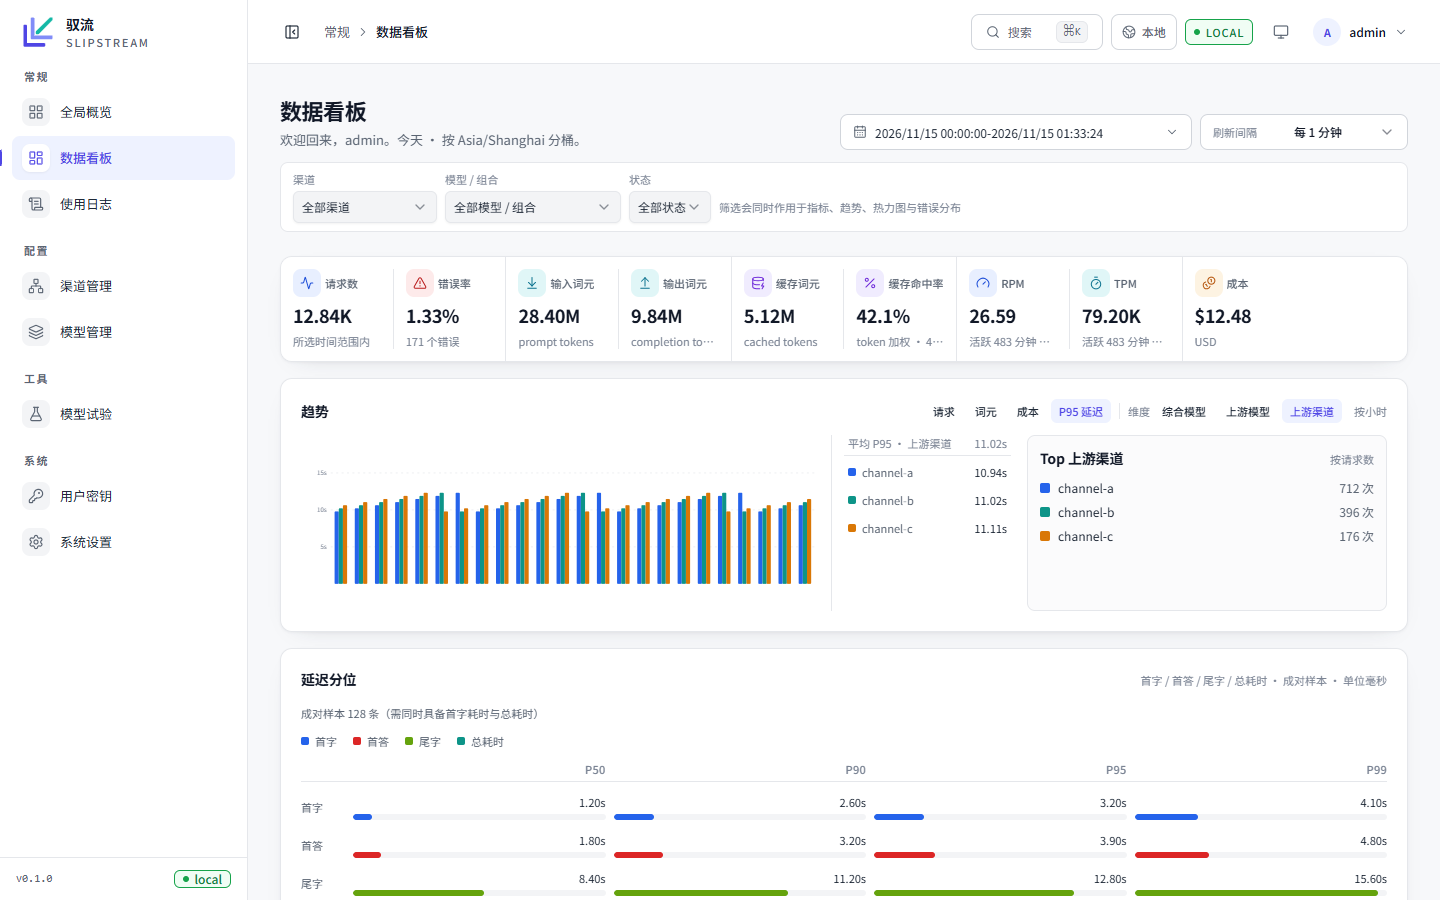 驭流
SLIPSTREAM
常规
全局概览
数据看板
使用日志
配置
渠道管理
模型管理
工具
模型试验
系统
用户密钥
系统设置
v0.1.0
local
常规
数据看板
搜索
⌘K
本地
LOCAL
A
admin
数据看板
欢迎回来，admin。今天 • 按 Asia/Shanghai 分桶。
2026/11/15 00:00:00-2026/11/15 01:33:24
刷新间隔
每 1 分钟
渠道
模型 / 组合
状态
全部渠道
全部模型 / 组合
全部状态
筛选会同时作用于指标、趋势、热力图与错误分布
请求数
12.84K
所选时间范围内
错误率
1.33%
171 个错误
输入词元
28.40M
prompt tokens
输出词元
9.84M
completion to…
缓存词元
5.12M
cached tokens
缓存命中率
42.1%
token 加权 • 4…
RPM
26.59
活跃 483 分钟 …
TPM
79.20K
活跃 483 分钟 …
成本
$12.48
USD
趋势
请求
词元
成本
P95 延迟
维度
综合模型
上游模型
上游渠道
按小时
15s
10s
5s
平均 P95 • 上游渠道
11.02s
channel-a
10.94s
channel-b
11.02s
channel-c
11.11s
Top 上游渠道
按请求数
channel-a
712 次
channel-b
396 次
channel-c
176 次
延迟分位
首字 / 首答 / 尾字 / 总耗时 • 成对样本 • 单位毫秒
成对样本 128 条（需同时具备首字耗时与总耗时）
首字
首答
尾字
总耗时
P50
P90
P95
P99
首字
1.20s
2.60s
3.20s
4.10s
首答
1.80s
3.20s
3.90s
4.80s
尾字
8.40s
11.20s
12.80s
15.60s